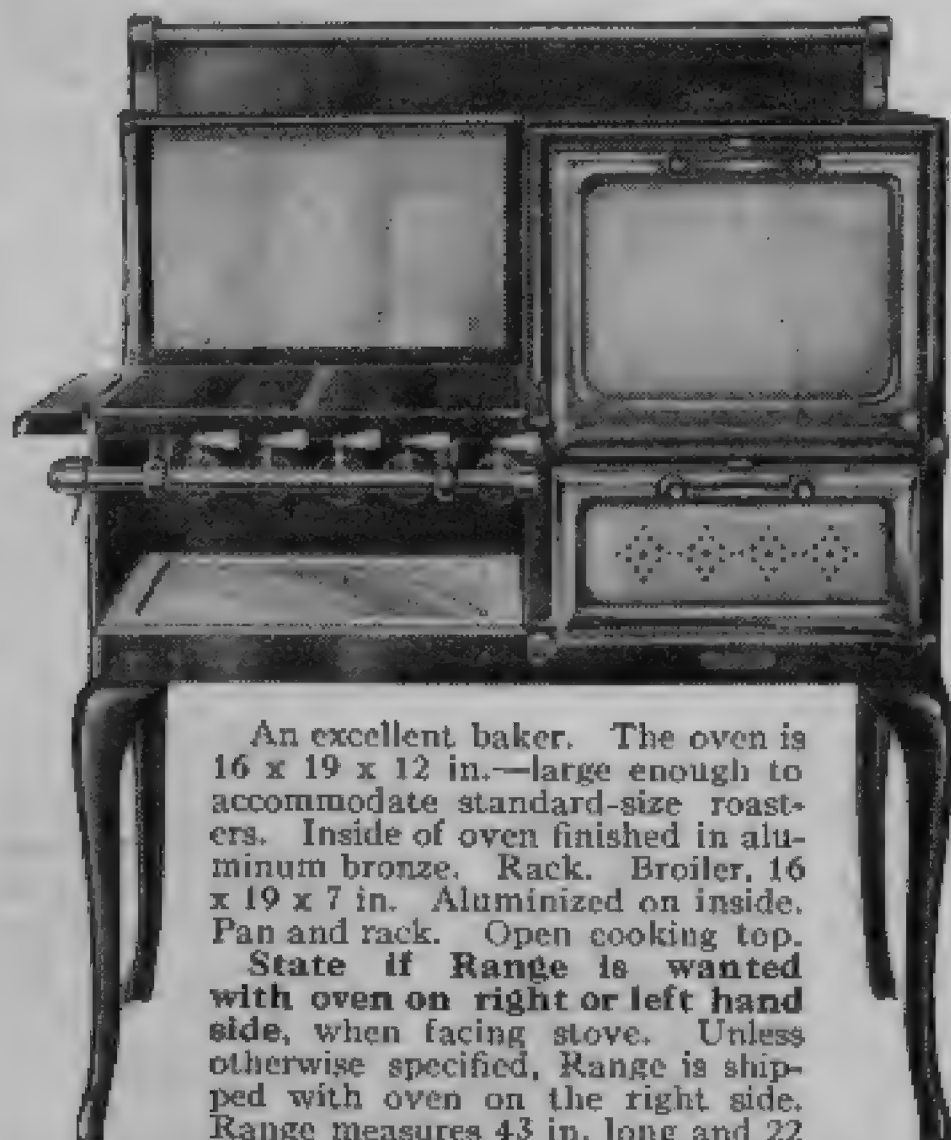 An excellent baker. The oven is
16 x 19 x 12 in.—large enough to
accommodate standard-size roast-
ers. Inside of oven finished in alu-
minum bronze. Rack. Broiler, 16
x 19 x 7 in. Aluminized on inside.
Pan and rack. Open cooking top.
State if Range is wanted
with oven on right or left hand
side, when facing stove. Unless
otherwise specified, Range is ship-
ped with oven on the right side.
Range measures 43 in. long and 22